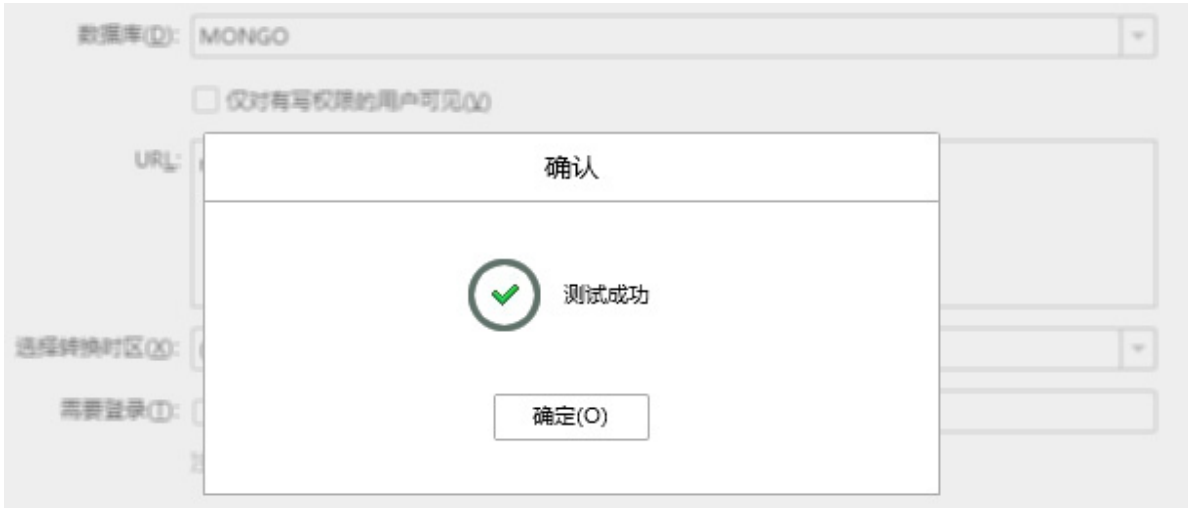 数据库(D): MONGO
仅对有写权限的用户可见(V)
URL:
确认
测试成功
选择转换时区(X):
需要登录(T):
确定(O)